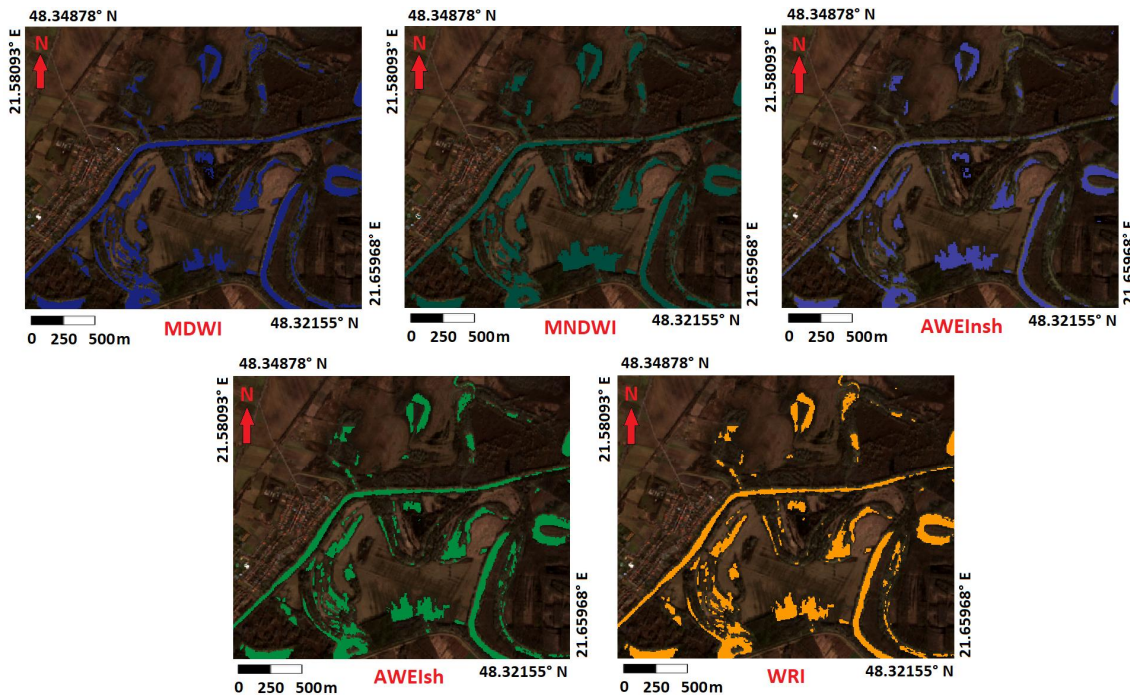 48.34878° N
48.34878° N
48.34878° N
N
N
N
21.58093° E
21.58093° E
21.58093° E
21.65968° E
21.65968° E
21.65968° E
0 250 500m
MDWI
48.32155° N
0 250 500m
MNDWI
48.32155° N
0 250 500m
AWEInsh
48.32155° N
48.34878° N
48.34878° N
N
N
21.58093° E
21.58093° E
21.65968° E
21.65968° E
0 250 500m
AWEIsh
48.32155° N
0 250 500m
WRI
48.32155° N